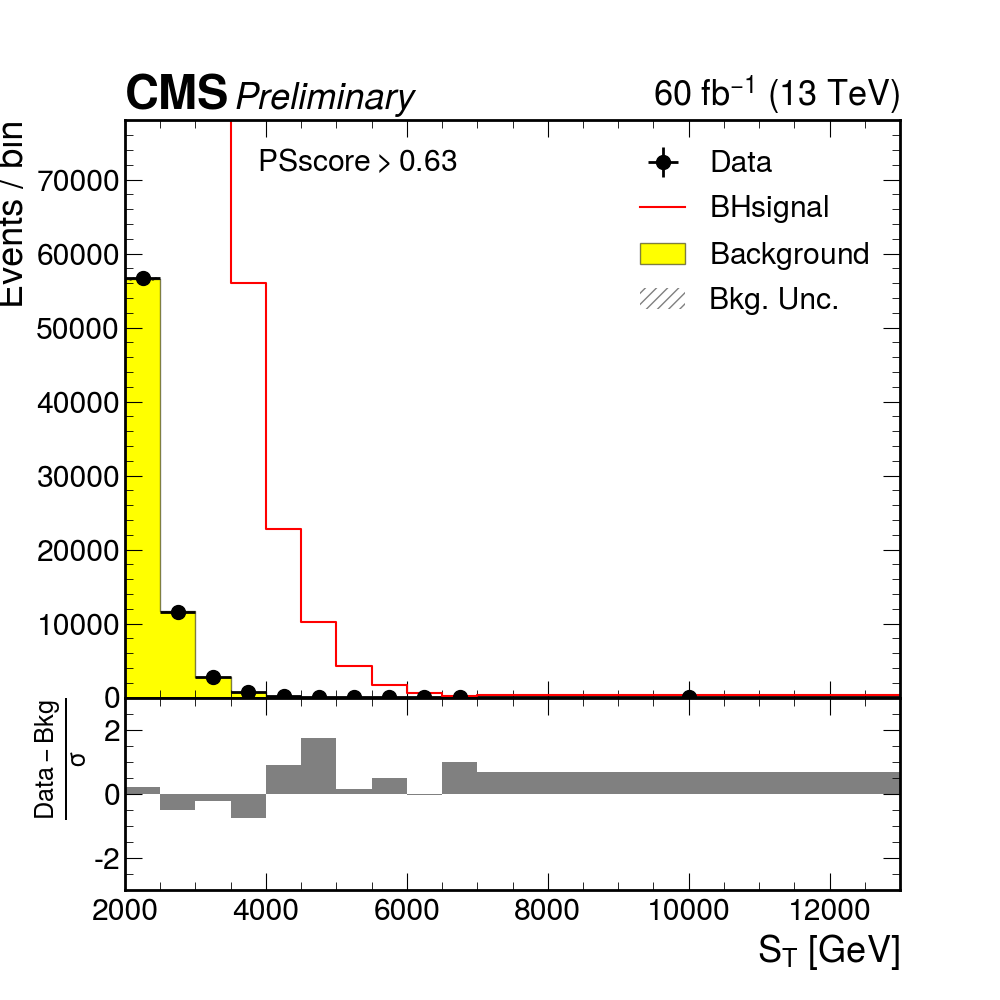 CMS Preliminary
60 fb⁻¹ (13 TeV)
Events / bin
PSscore > 0.63
Data
BHsignal
Background
Bkg. Unc.
70000
60000
50000
40000
30000
20000
10000
0
Data − Bkg
σ
2
0
-2
2000 4000 6000 8000 10000 12000
S_T [GeV]